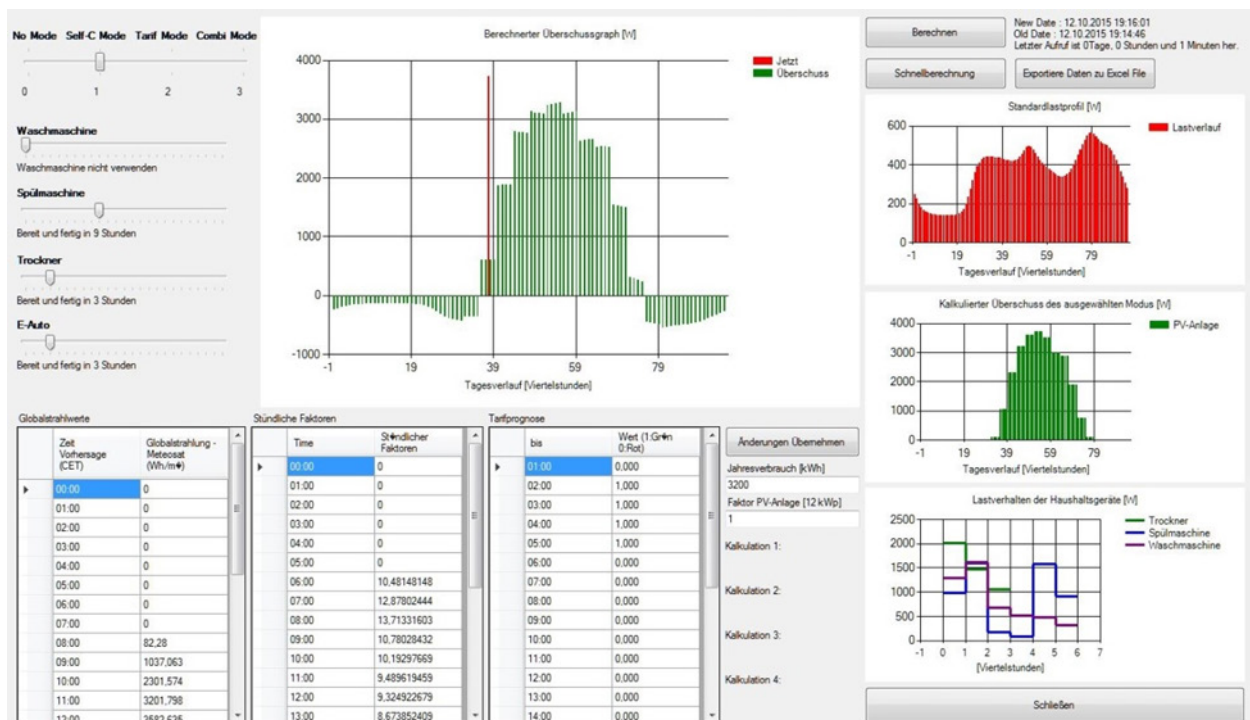 No Mode Self-C Mode Tarif Mode Combi Mode
0 1 2 3
Waschmaschine
Waschmaschine nicht verwenden
Spülmaschine
Bereit und fertig in 9 Stunden
Trockner
Bereit und fertig in 3 Stunden
E-Auto
Bereit und fertig in 3 Stunden
Berechnerter Überschussgraph [W]
4000
3000
2000
1000
0
-1000
-1 19 39 59 79
Tagesverlauf [Viertelstunden]
Jetzt
Überschuss
Berechnen
New Date : 12.10.2015 19:16:01
Old Date : 12.10.2015 19:14:46
Letzter Aufruf ist 0Tage, 0 Stunden und 1 Minuten her.
Schnellberechnung
Exportiere Daten zu Excel File
Standardlastprofil [W]
600
400
200
0
-1 19 39 59 79
Tagesverlauf [Viertelstunden]
Lastverlauf
Kalkulierter Überschuss des ausgewählten Modus [W]
4000
3000
2000
1000
0
-1 19 39 59 79
Tagesverlauf [Viertelstunden]
PV-Anlage
Lastverhalten der Haushaltsgeräte [W]
2500
2000
1500
1000
500
0
-1 0 1 2 3 4 5 6 7
[Viertelstunden]
Trockner
Spülmaschine
Waschmaschine
Schließen
Globalstrahlwerte
Zeit Vorhersage (CET) Globalstrahlung - Meteosat (Wh/m�)
00:00 0
01:00 0
02:00 0
03:00 0
04:00 0
05:00 0
06:00 0
07:00 0
08:00 82,28
09:00 1037,063
10:00 2301,574
11:00 3201,798
12:00 3582,635
Stündliche Faktoren
Time St�ndlicher Faktoren
00:00 0
01:00 0
02:00 0
03:00 0
04:00 0
05:00 0
06:00 10,48148148
07:00 12,87802444
08:00 13,71331603
09:00 10,78028432
10:00 10,19297669
11:00 9,489619459
12:00 9,324922679
13:00 8,673852409
Tarifprognose
bis Wert (1:Gr�n 0:Rot)
01:00 0.000
02:00 1,000
03:00 1,000
04:00 1,000
05:00 1,000
06:00 0.000
07:00 0.000
08:00 0.000
09:00 0.000
10:00 0.000
11:00 0.000
12:00 0.000
13:00 0.000
14:00 0.000
Änderungen Übernehmen
Jahresverbrauch [kWh]
3200
Faktor PV-Anlage [12 kWp]
1
Kalkulation 1:
Kalkulation 2:
Kalkulation 3:
Kalkulation 4: